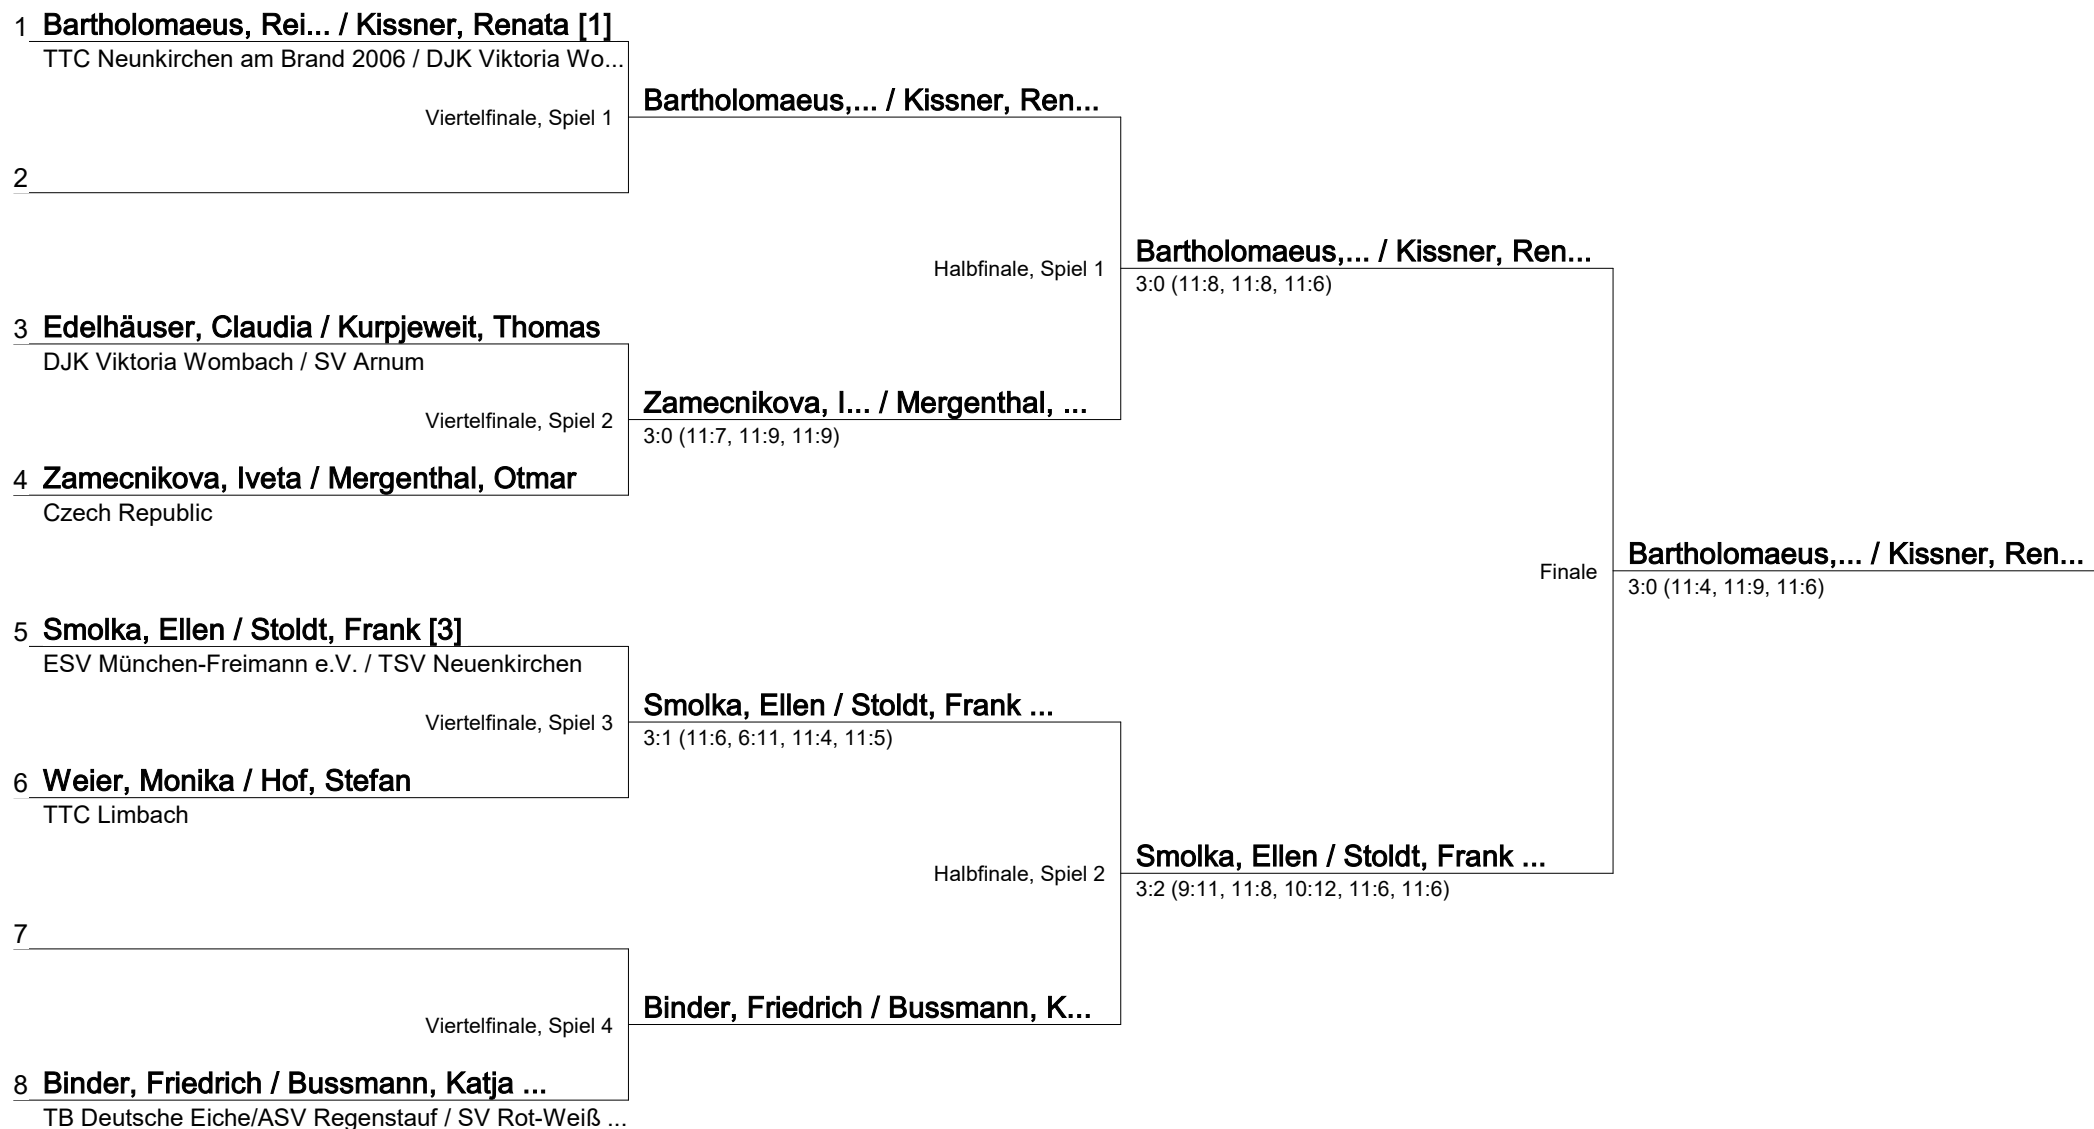 1 Bartholomaeus, Rei... / Kissner, Renata [1]
TTC Neunkirchen am Brand 2006 / DJK Viktoria Wo...
Bartholomaeus,... / Kissner, Ren...
Viertelfinale, Spiel 1
2
Bartholomaeus,... / Kissner, Ren...
Halbfinale, Spiel 1
3:0 (11:8, 11:8, 11:6)
3 Edelhäuser, Claudia / Kurpjeweit, Thomas
DJK Viktoria Wombach / SV Arnum
Zamecnikova, I... / Mergenthal, ...
Viertelfinale, Spiel 2
3:0 (11:7, 11:9, 11:9)
4 Zamecnikova, Iveta / Mergenthal, Otmar
Czech Republic
Bartholomaeus,... / Kissner, Ren...
Finale
3:0 (11:4, 11:9, 11:6)
5 Smolka, Ellen / Stoldt, Frank [3]
ESV München-Freimann e.V. / TSV Neuenkirchen
Smolka, Ellen / Stoldt, Frank ...
Viertelfinale, Spiel 3
3:1 (11:6, 6:11, 11:4, 11:5)
6 Weier, Monika / Hof, Stefan
TTC Limbach
Smolka, Ellen / Stoldt, Frank ...
Halbfinale, Spiel 2
3:2 (9:11, 11:8, 10:12, 11:6, 11:6)
7
Binder, Friedrich / Bussmann, K...
Viertelfinale, Spiel 4
8 Binder, Friedrich / Bussmann, Katja ...
TB Deutsche Eiche/ASV Regenstauf / SV Rot-Weiß ...